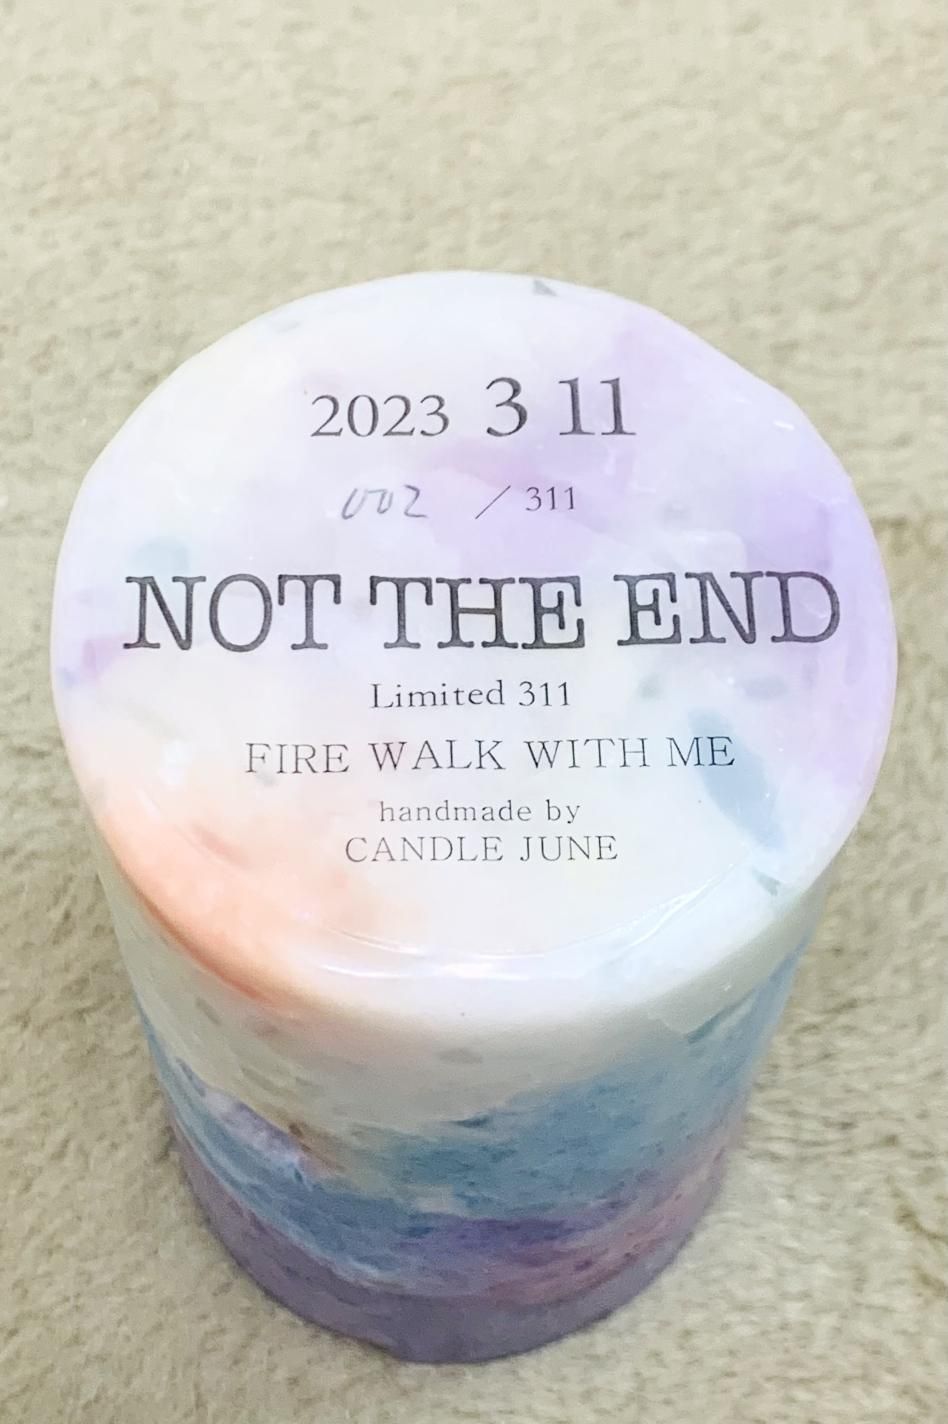 2023 3 11
002 / 311
NOT THE END
Limited 311
FIRE WALK WITH ME
handmade by
CANDLE JUNE